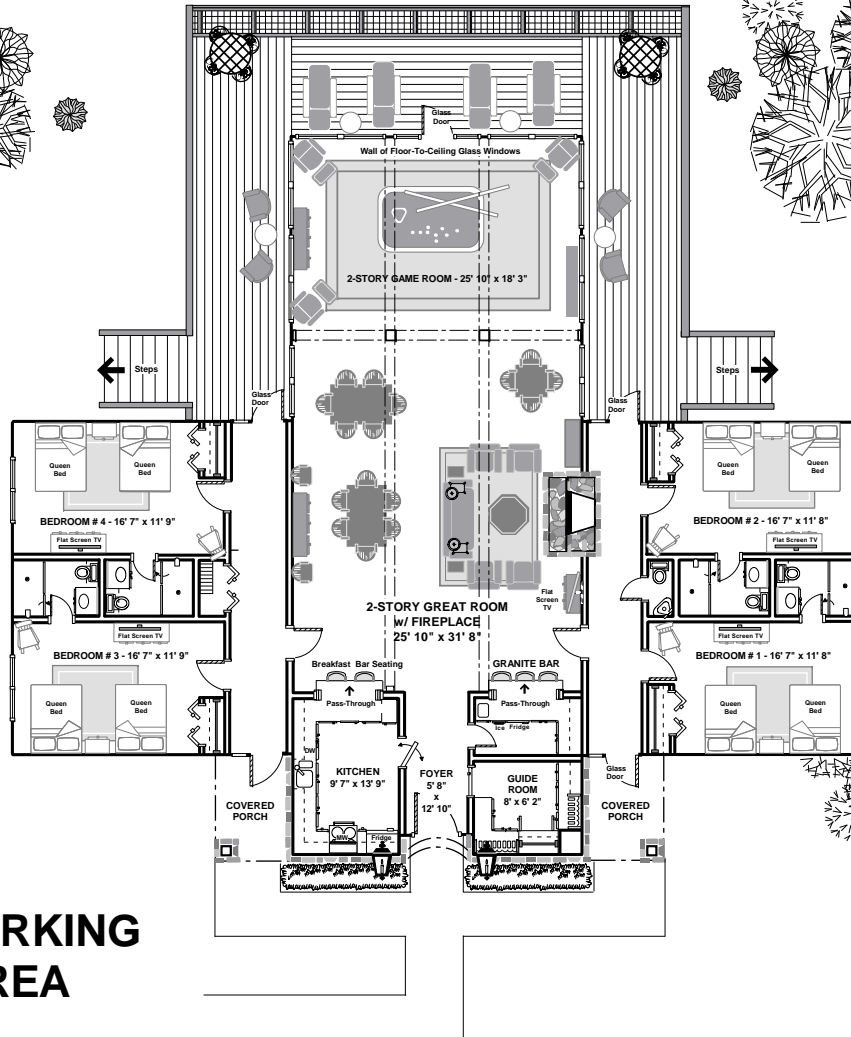 Glass
Door
Wall of Floor-To-Ceiling Glass Windows
2-STORY GAME ROOM - 25' 10" x 18' 3"
Steps
Steps
Glass
Door
Glass
Door
Queen
Bed
Queen
Bed
BEDROOM # 4 - 16' 7" x 11' 9"
Flat Screen TV
Queen
Bed
Queen
Bed
BEDROOM # 2 - 16' 7" x 11' 8"
Flat Screen TV
Flat
Screen
TV
2-STORY GREAT ROOM
w/ FIREPLACE
25' 10" x 31' 8"
Flat Screen TV
BEDROOM # 3 - 16' 7" x 11' 9"
Queen
Bed
Queen
Bed
Flat Screen TV
BEDROOM # 1 - 16' 7" x 11' 8"
Queen
Bed
Queen
Bed
Breakfast Bar Seating
Pass-Through
GRANITE BAR
Pass-Through
Ice Fridge
DW
KITCHEN
9' 7" x 13' 9"
MW
Fridge
FOYER
5' 8"
x
12' 10"
GUIDE
ROOM
8' x 6' 2"
Glass
Door
COVERED
PORCH
COVERED
PORCH
RKING
REA